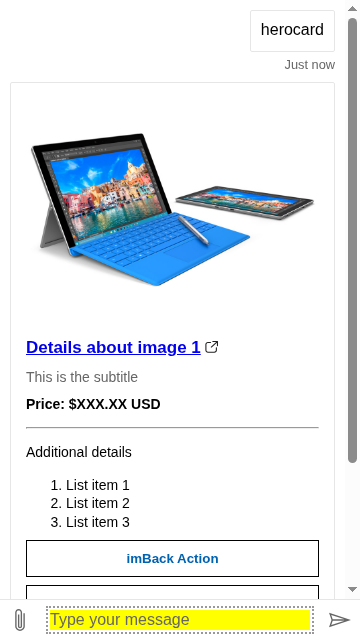 herocard
Just now
Details about image 1
This is the subtitle
Price: $XXX.XX USD
Additional details
1. List item 1
2. List item 2
3. List item 3
imBack Action
Type your message